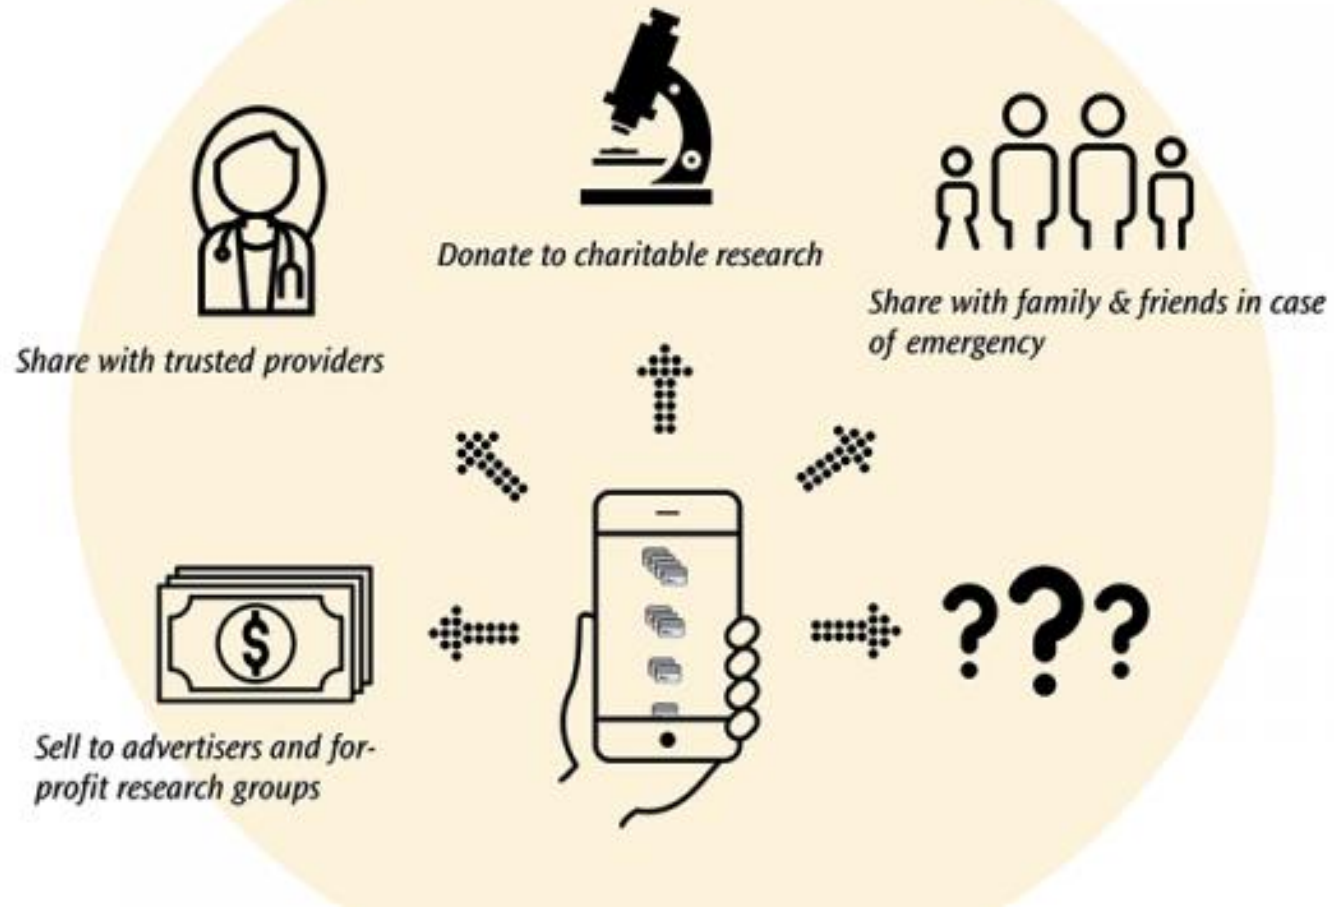 Donate to charitable research
Share with family & friends in case
of emergency
Share with trusted providers
$
???
Sell to advertisers and for-
profit research groups